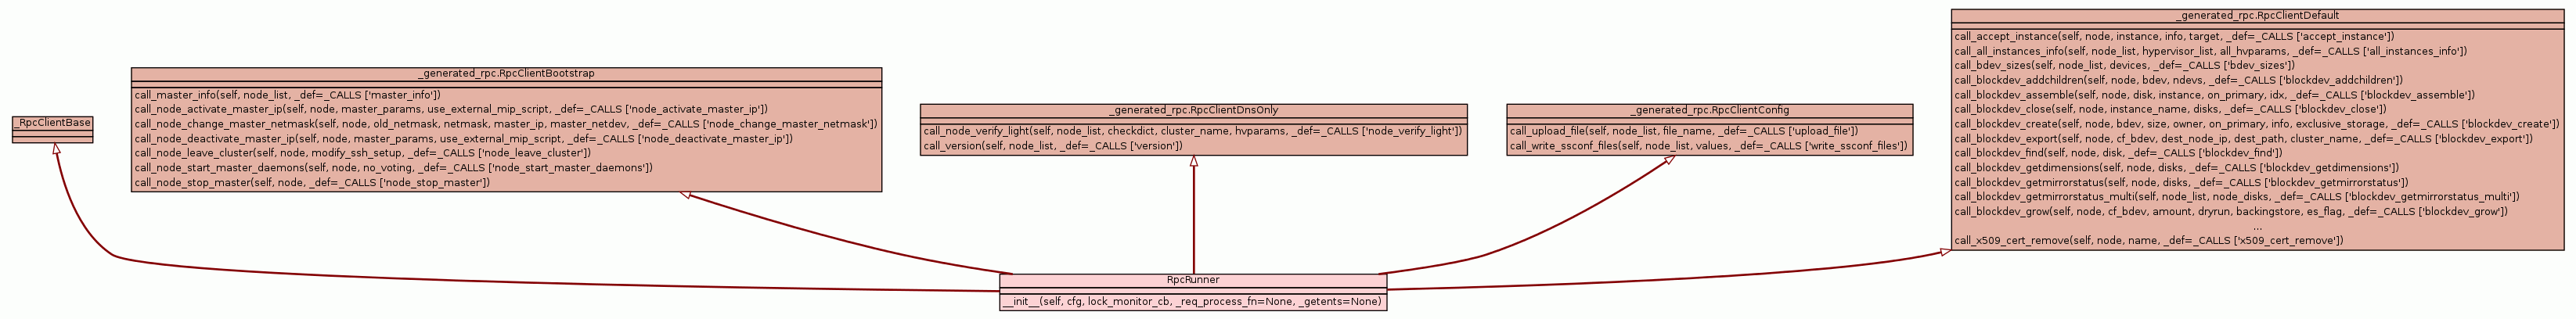 _RpcClientBase
_generated_rpc.RpcClientBootstrap
call_master_info(self, node_list, _def=_CALLS ['master_info'])
call_node_activate_master_ip(self, node, master_params, use_external_mip_script, _def=_CALLS ['node_activate_master_ip'])
call_node_change_master_netmask(self, node, old_netmask, netmask, master_ip, master_netdev, _def=_CALLS ['node_change_master_netmask'])
call_node_deactivate_master_ip(self, node, master_params, use_external_mip_script, _def=_CALLS ['node_deactivate_master_ip'])
call_node_leave_cluster(self, node, modify_ssh_setup, _def=_CALLS ['node_leave_cluster'])
call_node_start_master_daemons(self, node, no_voting, _def=_CALLS ['node_start_master_daemons'])
call_node_stop_master(self, node, _def=_CALLS ['node_stop_master'])
_generated_rpc.RpcClientDnsOnly
call_node_verify_light(self, node_list, checkdict, cluster_name, hvparams, _def=_CALLS ['node_verify_light'])
call_version(self, node_list, _def=_CALLS ['version'])
_generated_rpc.RpcClientConfig
call_upload_file(self, node_list, file_name, _def=_CALLS ['upload_file'])
call_write_ssconf_files(self, node_list, values, _def=_CALLS ['write_ssconf_files'])
_generated_rpc.RpcClientDefault
call_accept_instance(self, node, instance, info, target, _def=_CALLS ['accept_instance'])
call_all_instances_info(self, node_list, hypervisor_list, all_hvparams, _def=_CALLS ['all_instances_info'])
call_bdev_sizes(self, node_list, devices, _def=_CALLS ['bdev_sizes'])
call_blockdev_addchildren(self, node, bdev, ndevs, _def=_CALLS ['blockdev_addchildren'])
call_blockdev_assemble(self, node, disk, instance, on_primary, idx, _def=_CALLS ['blockdev_assemble'])
call_blockdev_close(self, node, instance_name, disks, _def=_CALLS ['blockdev_close'])
call_blockdev_create(self, node, bdev, size, owner, on_primary, info, exclusive_storage, _def=_CALLS ['blockdev_create'])
call_blockdev_export(self, node, cf_bdev, dest_node_ip, dest_path, cluster_name, _def=_CALLS ['blockdev_export'])
call_blockdev_find(self, node, disk, _def=_CALLS ['blockdev_find'])
call_blockdev_getdimensions(self, node, disks, _def=_CALLS ['blockdev_getdimensions'])
call_blockdev_getmirrorstatus(self, node, disks, _def=_CALLS ['blockdev_getmirrorstatus'])
call_blockdev_getmirrorstatus_multi(self, node_list, node_disks, _def=_CALLS ['blockdev_getmirrorstatus_multi'])
call_blockdev_grow(self, node, cf_bdev, amount, dryrun, backingstore, es_flag, _def=_CALLS ['blockdev_grow'])
...
call_x509_cert_remove(self, node, name, _def=_CALLS ['x509_cert_remove'])
RpcRunner
__init__(self, cfg, lock_monitor_cb, _req_process_fn=None, _getents=None)